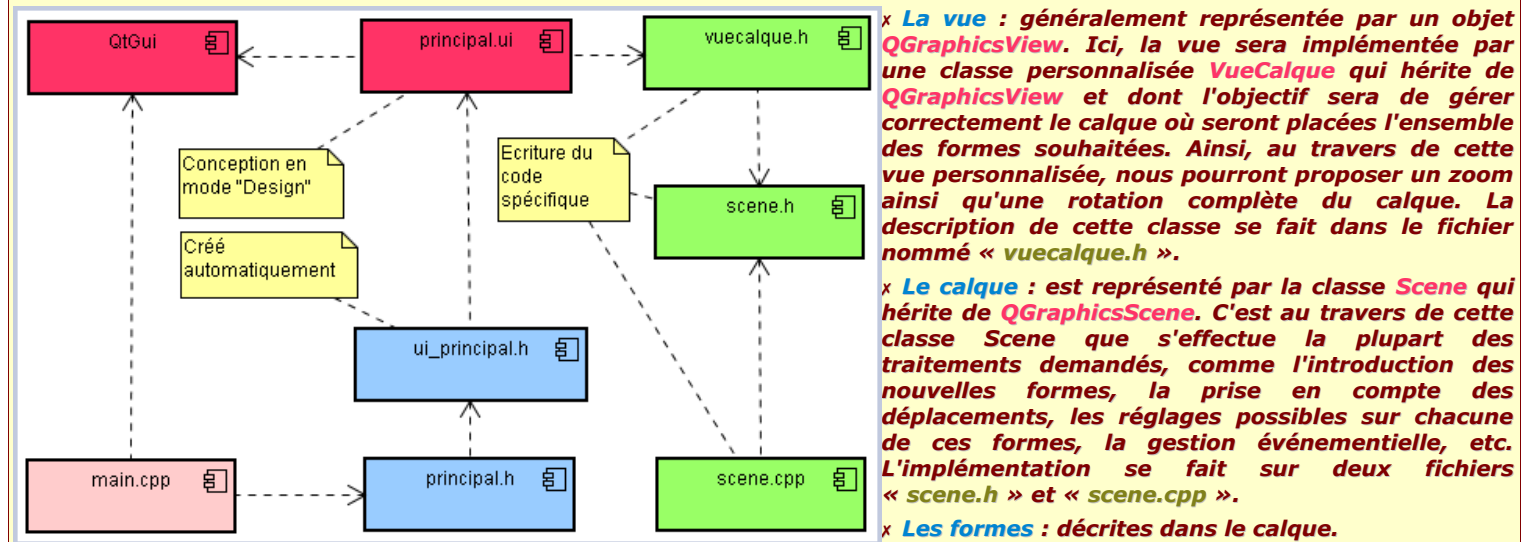 QtGui
principal.ui
vuecalque.h
Conception en
mode "Design"
Ecriture du
code
spécifique
scene.h
Créé
automatiquement
ui_principal.h
main.cpp
principal.h
scene.cpp
x La vue : généralement représentée par un objet
QGraphicsView. Ici, la vue sera implémentée par
une classe personnalisée VueCalque qui hérite de
QGraphicsView et dont l'objectif sera de gérer
correctement le calque où seront placées l'ensemble
des formes souhaitées. Ainsi, au travers de cette
vue personnalisée, nous pourront proposer un zoom
ainsi qu'une rotation complète du calque. La
description de cette classe se fait dans le fichier
nommé « vuecalque.h ».
x Le calque : est représenté par la classe Scene qui
hérite de QGraphicsScene. C'est au travers de cette
classe Scene que s'effectue la plupart des
traitements demandés, comme l'introduction des
nouvelles formes, la prise en compte des
déplacements, les réglages possibles sur chacune
de ces formes, la gestion événementielle, etc.
L'implémentation se fait sur deux fichiers
« scene.h » et « scene.cpp ».
x Les formes : décrites dans le calque.